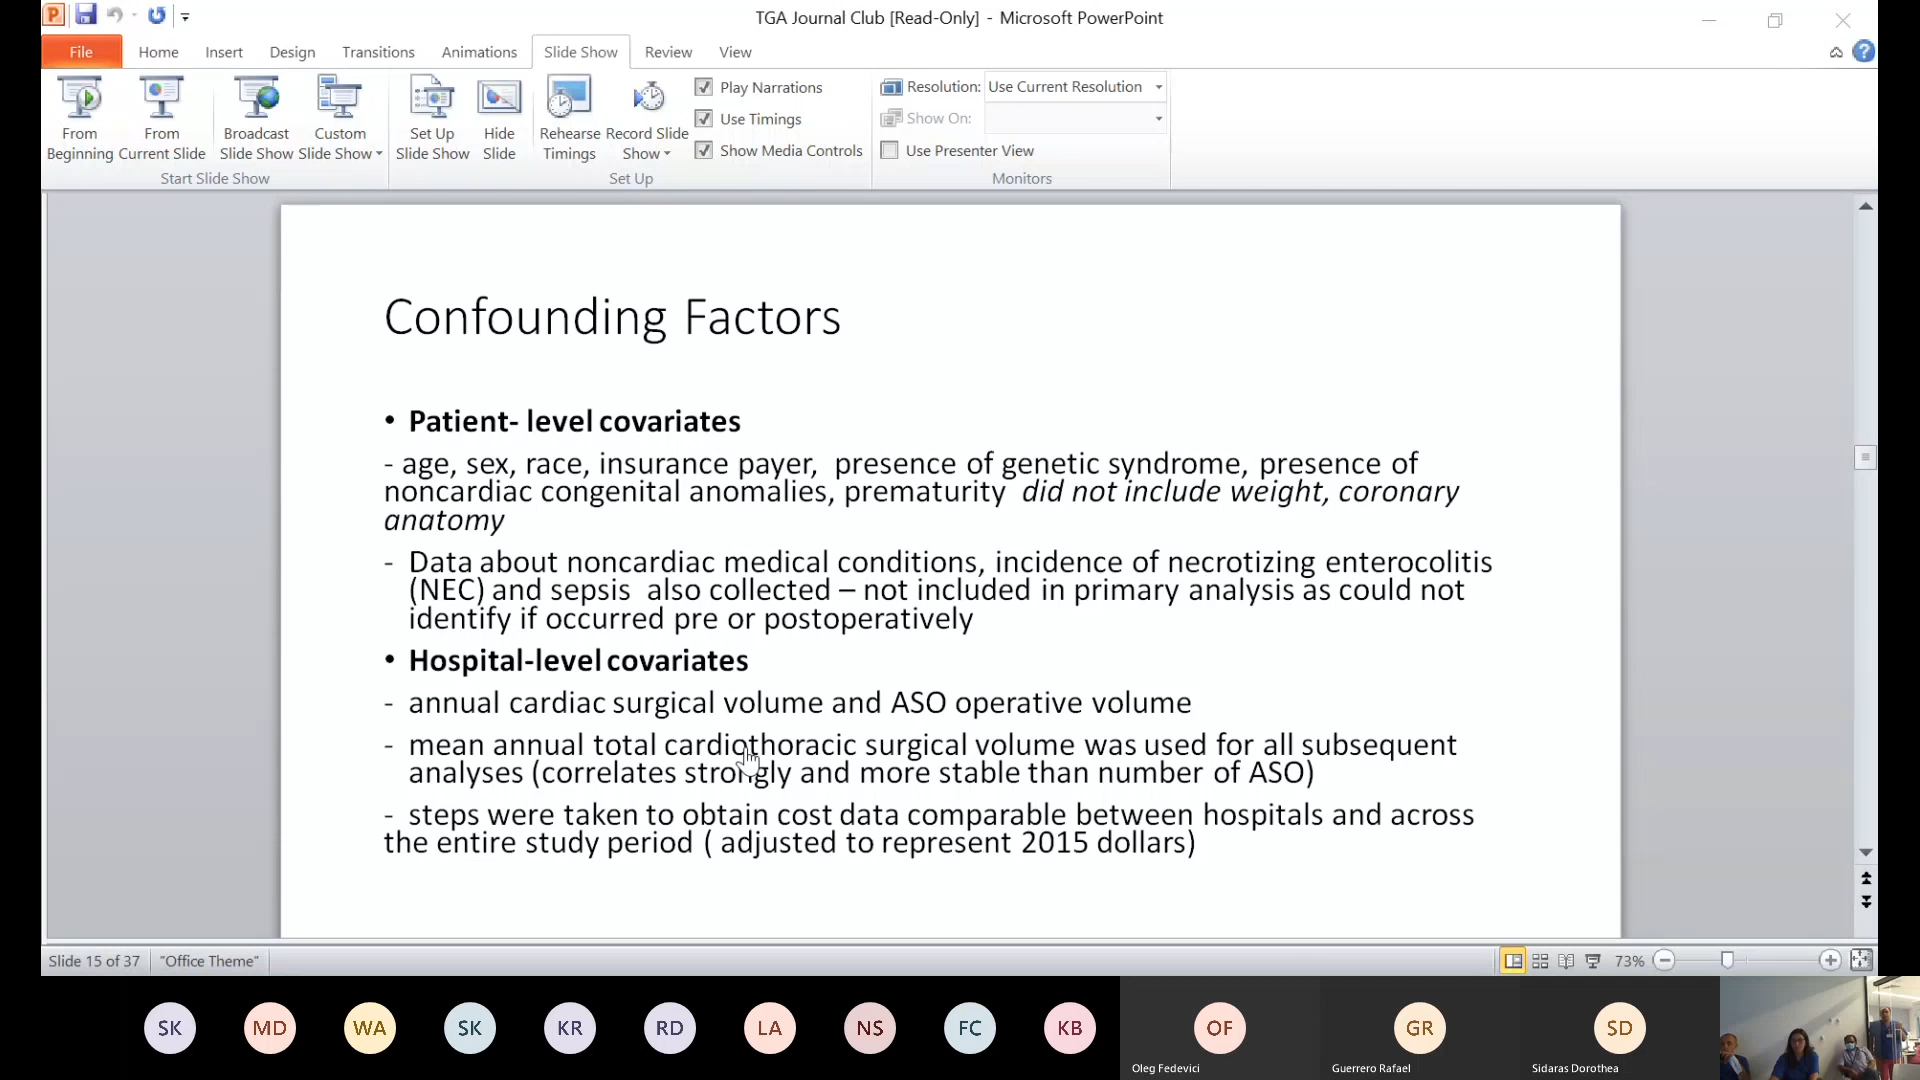 TGA Journal Club [Read-Only] - Microsoft PowerPoint
File Home Insert Design Transitions Animations Slide Show Review View
From Beginning
From Current Slide
Broadcast Slide Show
Custom Slide Show
Set Up Slide Show
Hide Slide
Rehearse Timings
Record Slide Show
Play Narrations
Use Timings
Show Media Controls
Resolution: Use Current Resolution
Show On:
Use Presenter View
Start Slide Show
Set Up
Monitors
Confounding Factors
• Patient- level covariates
- age, sex, race, insurance payer, presence of genetic syndrome, presence of
noncardiac congenital anomalies, prematurity did not include weight, coronary
anatomy
- Data about noncardiac medical conditions, incidence of necrotizing enterocolitis
(NEC) and sepsis also collected – not included in primary analysis as could not
identify if occurred pre or postoperatively
• Hospital-level covariates
- annual cardiac surgical volume and ASO operative volume
- mean annual total cardiothoracic surgical volume was used for all subsequent
analyses (correlates strongly and more stable than number of ASO)
- steps were taken to obtain cost data comparable between hospitals and across
the entire study period ( adjusted to represent 2015 dollars)
Slide 15 of 37 "Office Theme" 73%
SK MD WA SK KR RD LA NS FC KB OF GR SD
Oleg Fedevici Guerrero Rafael Sidaras Dorothea